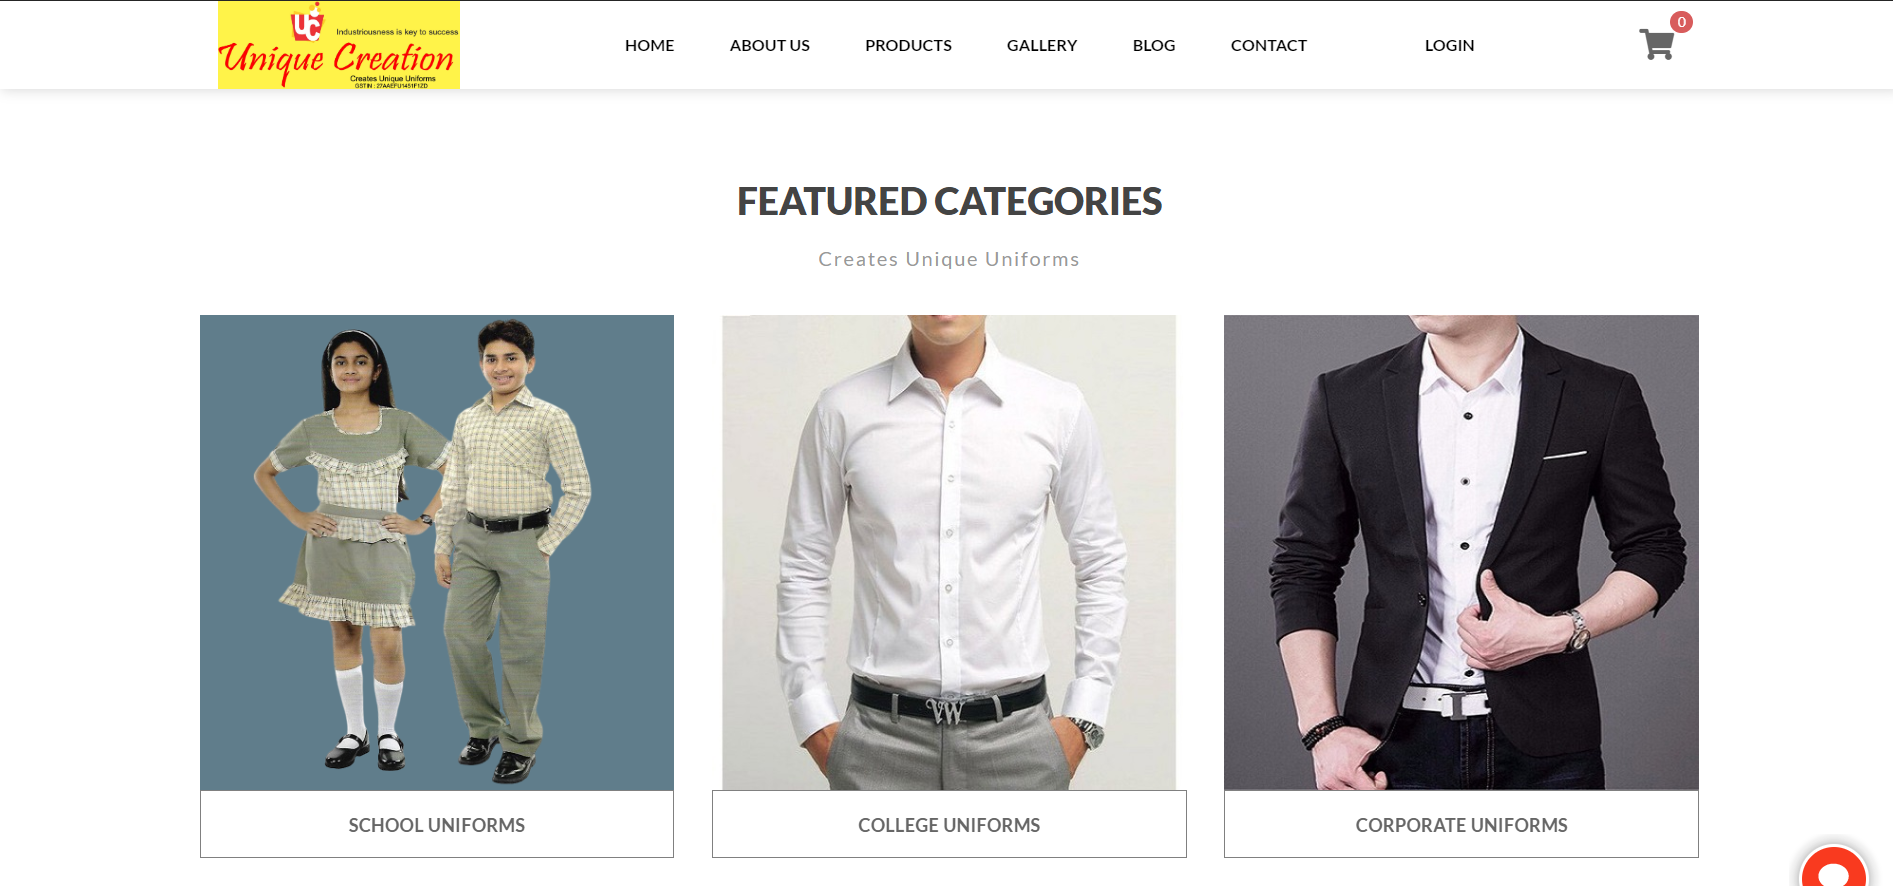 UC
Industriousness is key to success
Unique Creation
Creates Unique Uniforms
GSTIN : 27AAEFU1451F1ZD
HOME
ABOUT US
PRODUCTS
GALLERY
BLOG
CONTACT
LOGIN
0
FEATURED CATEGORIES
Creates Unique Uniforms
SCHOOL UNIFORMS
COLLEGE UNIFORMS
CORPORATE UNIFORMS